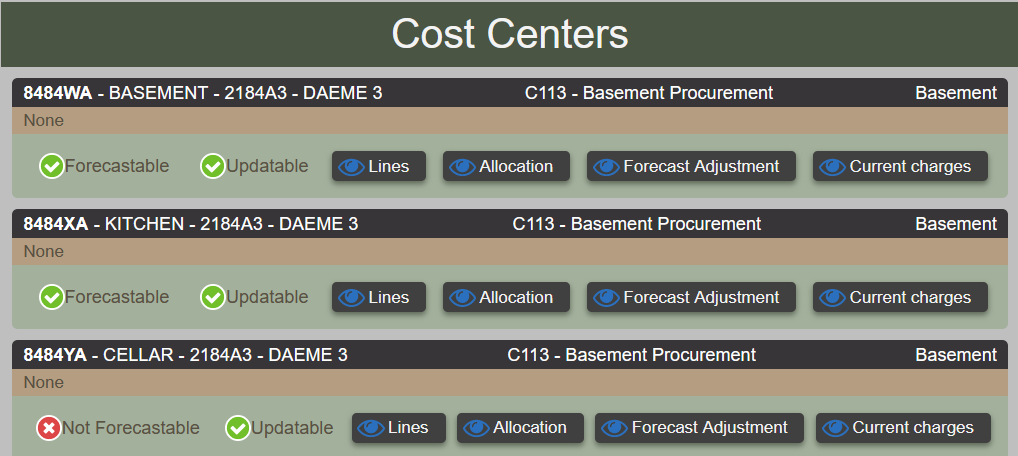 Cost Centers
8484WA - BASEMENT - 2184A3 - DAEME 3 C113 - Basement Procurement Basement
None
Forecastable Updatable Lines Allocation Forecast Adjustment Current charges
8484XA - KITCHEN - 2184A3 - DAEME 3 C113 - Basement Procurement Basement
None
Forecastable Updatable Lines Allocation Forecast Adjustment Current charges
8484YA - CELLAR - 2184A3 - DAEME 3 C113 - Basement Procurement Basement
None
Not Forecastable Updatable Lines Allocation Forecast Adjustment Current charges